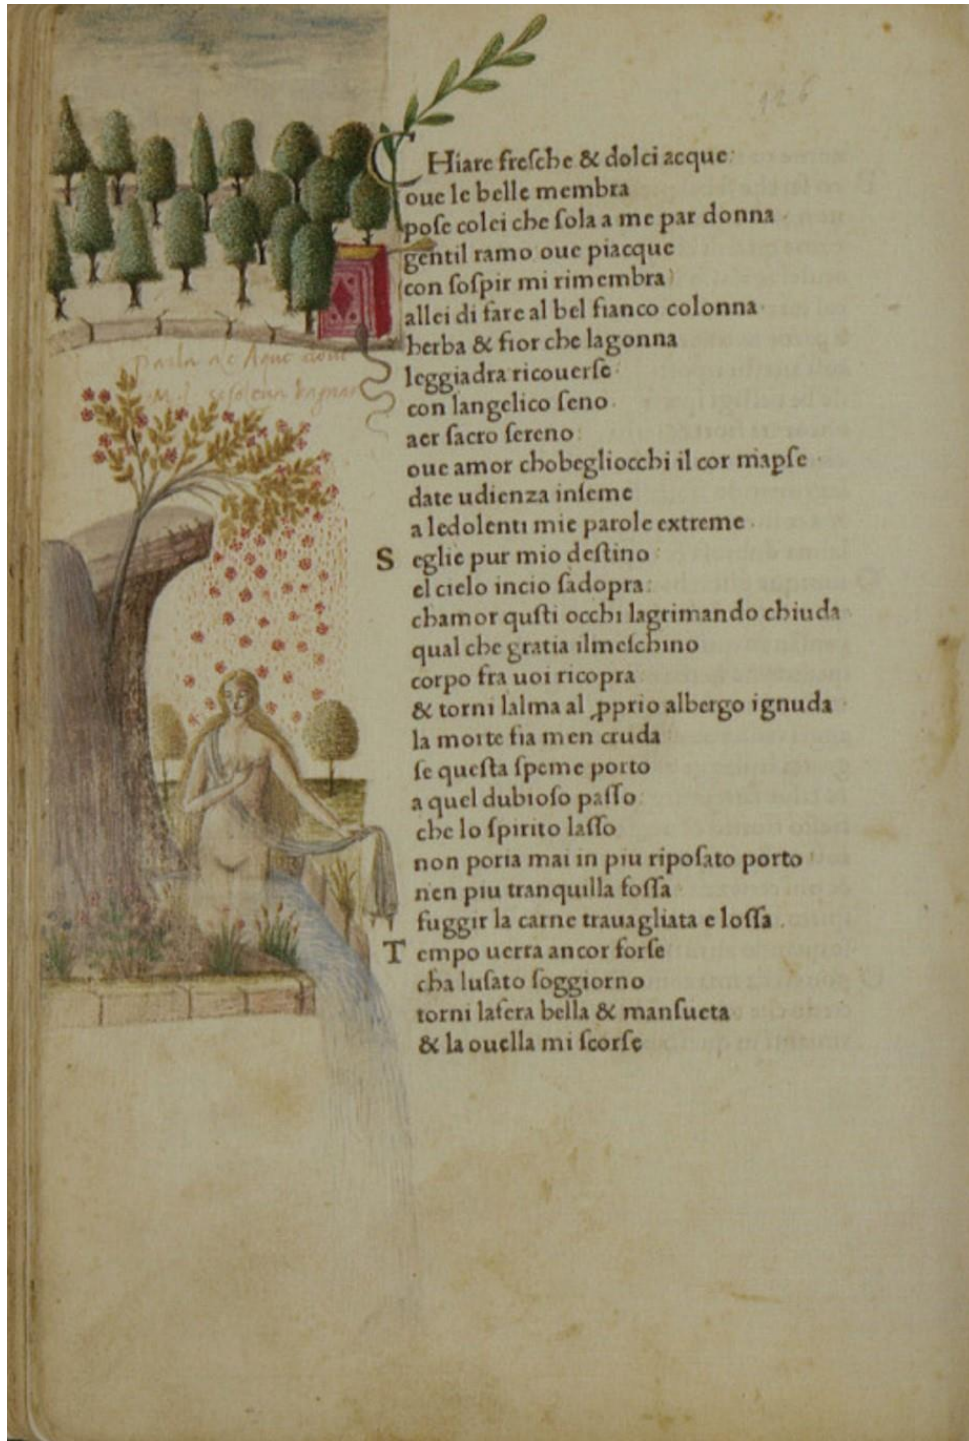 126
CHiare fresche & dolci acque
oue le belle membra
pose colei che sola a me par donna
gentil ramo oue piacque
con sospir mi rimembra
allei di fare al bel fianco colonna
herba & fior che lagonna
leggiadra ricouerse
con langelico seno
aer sacro sereno
oue amor chobegliocchi il cor mapse
date udienza insieme
a ledolenti mie parole extreme
Seglie pur mio destino
el cielo incio sadopra
chamor qusti occhi lagrimando chiuda
qual che gratia ilmeschino
corpo fra uoi ricopra
& torni lalma al pprio albergo ignuda
la morte fia men cruda
se questa speme porto
a quel dubioso passo
che lo spirito lasso
non poria mai in piu riposato porto
nen piu tranquilla fossa
fuggir la carne trauagliata e lossa .
Tempo uerra ancor forse
cha lusato soggiorno
torni lafera bella & mansueta
& la ouella mi scorse